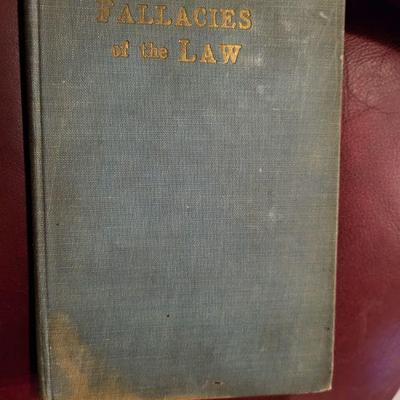 FALLACIES
of the LAW